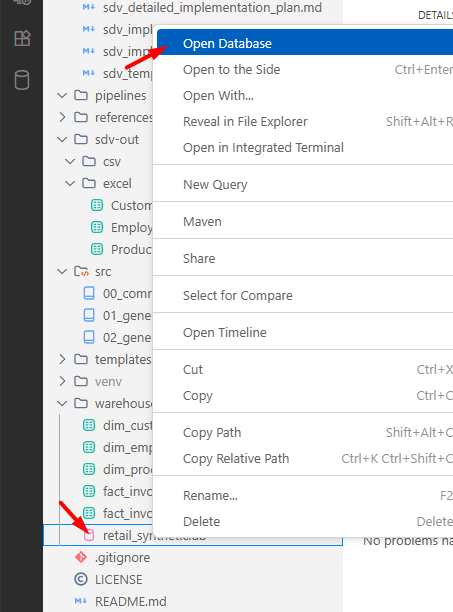 sdv_detailed_implementation_plan.md
DETAILS
sdv_impl
sdv_imp
sdv_temp
pipelines
references
sdv-out
csv
excel
Custom
Employ
Produc
src
00_comm
01_gene
02_gene
templates
venv
warehouse
dim_cust
dim_emp
dim_prod
fact_invo
fact_invo
.gitignore
LICENSE
README.md
Open Database
Open to the Side Ctrl+Enter
Open With...
Reveal in File Explorer Shift+Alt+R
Open in Integrated Terminal
New Query
Maven
Share
Select for Compare
Open Timeline
Cut Ctrl+X
Copy Ctrl+C
Copy Path Shift+Alt+C
Copy Relative Path Ctrl+K Ctrl+Shift+C
Rename... F2
Delete Delete
No problems ha